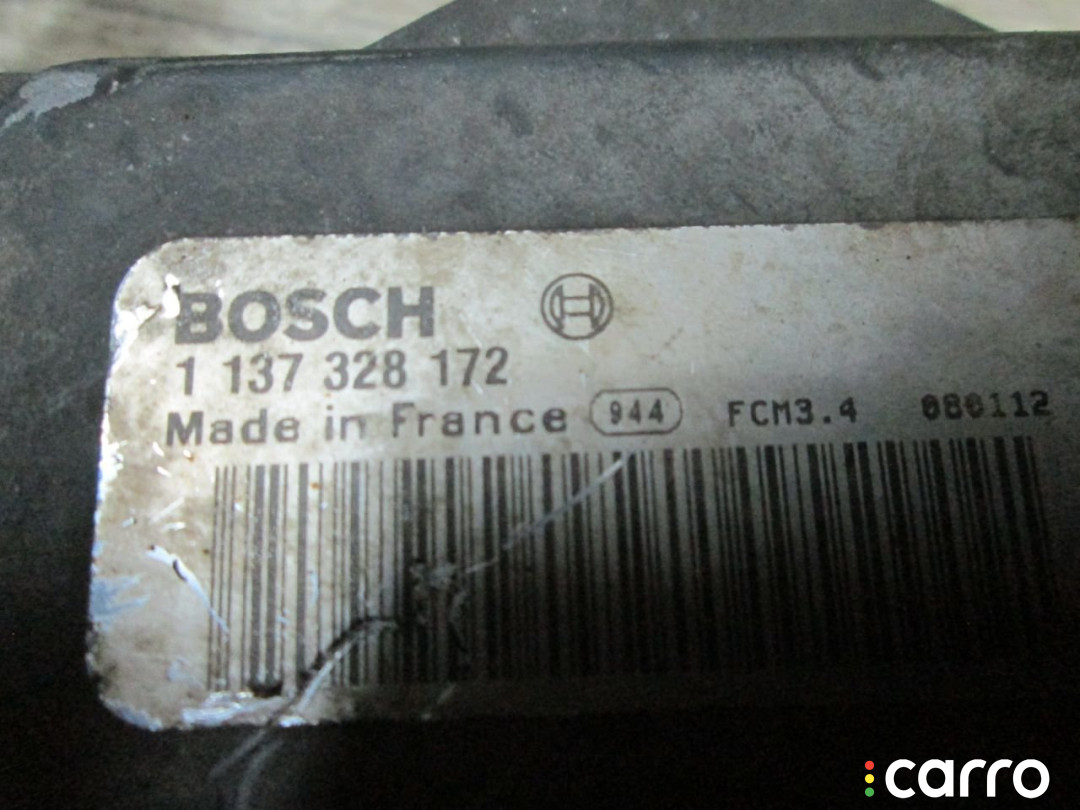 BOSCH
1 137 328 172
Made in France 944 FCM3.4 080112
carro